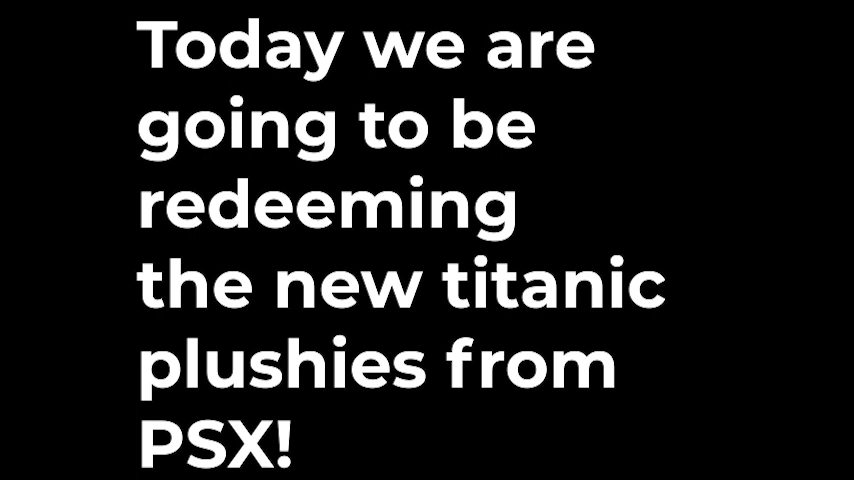 Today we are
going to be
redeeming
the new titanic
plushies from
PSX!